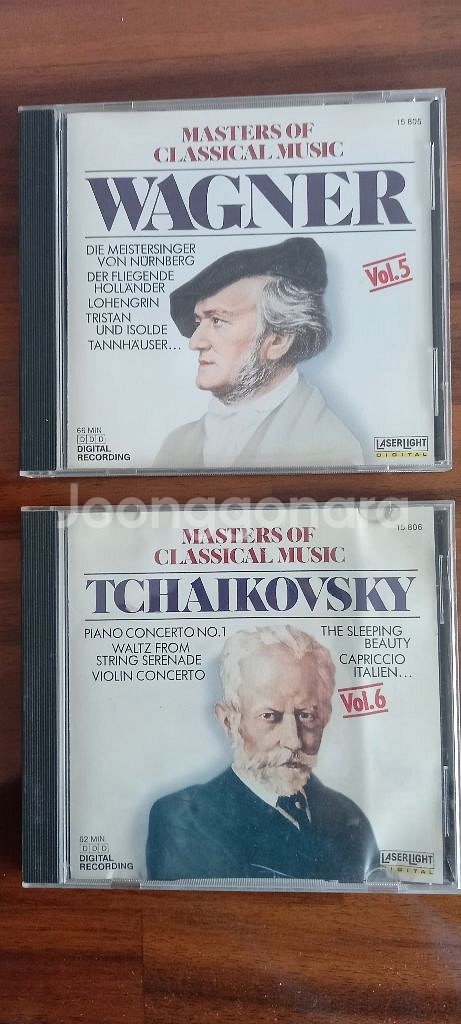 15 805
MASTERS OF
CLASSICAL MUSIC
WAGNER
DIE MEISTERSINGER
VON NÜRNBERG
DER FLIEGENDE
HOLLÄNDER
LOHENGRIN
TRISTAN
UND ISOLDE
TANNHÄUSER...
Vol.5
66 MIN
DDD
DIGITAL
RECORDING
LASERLIGHT
DIGITAL
Joonggonara
15 806
MASTERS OF
CLASSICAL MUSIC
TCHAIKOVSKY
PIANO CONCERTO NO.1
WALTZ FROM
STRING SERENADE
VIOLIN CONCERTO
THE SLEEPING
BEAUTY
CAPRICCIO
ITALIEN...
Vol.6
62 MIN
DDD
DIGITAL
RECORDING
LASERLIGHT
DIGITAL